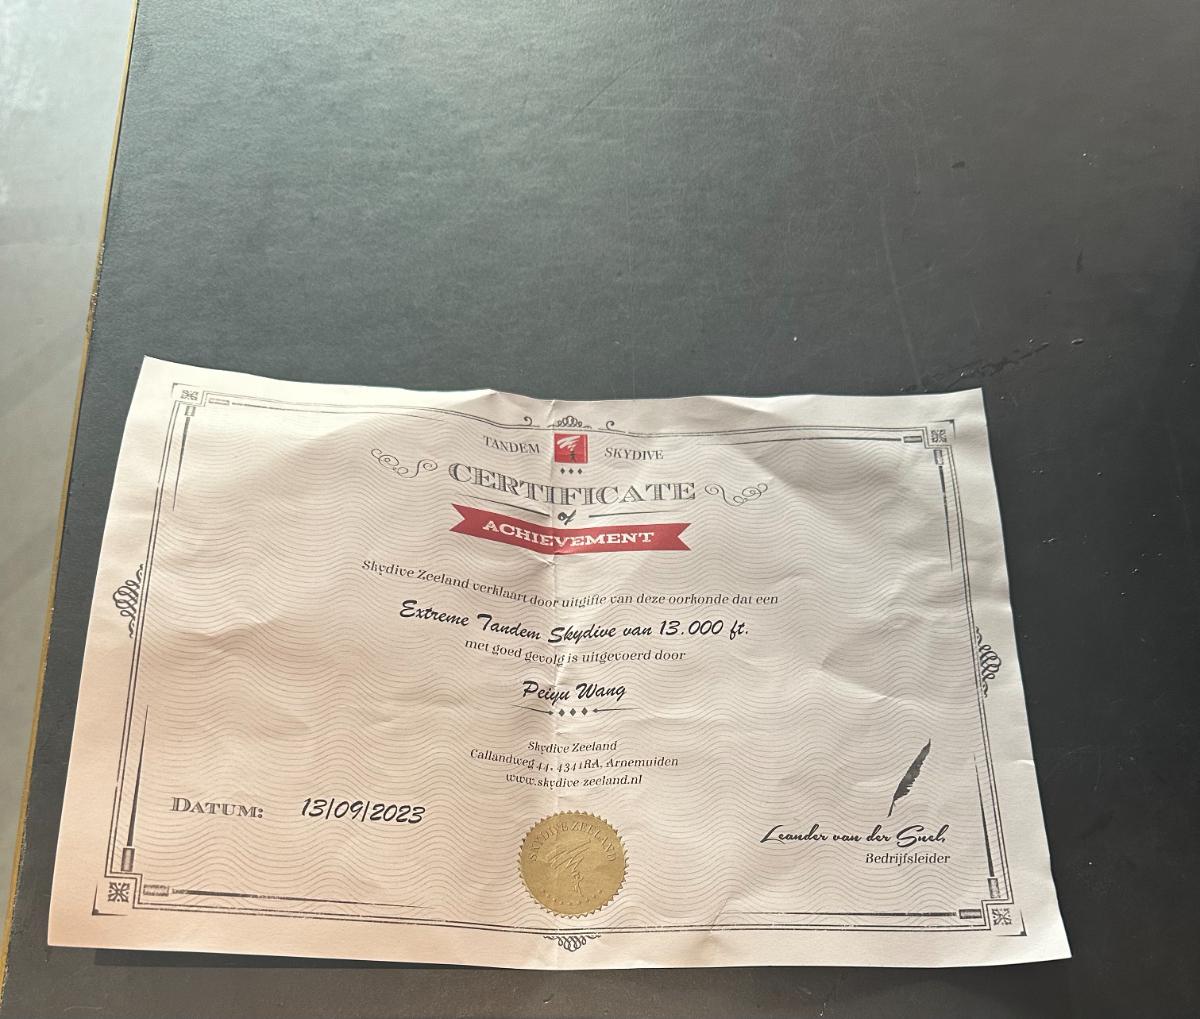 TANDEM SKYDIVE
CERTIFICATE
of
ACHIEVEMENT
Skydive Zeeland verklaart door uitgifte van deze oorkonde dat een
Extreme Tandem Skydive van 13.000 ft.
met goed gevolg is uitgevoerd door
Peiyu Wang
Skydive Zeeland
Callandweg 44, 4341RA, Arnemuiden
www.skydive-zeeland.nl
DATUM: 13/09/2023
SKYDIVE ZEELAND
Leander van der Snel,
Bedrijfsleider